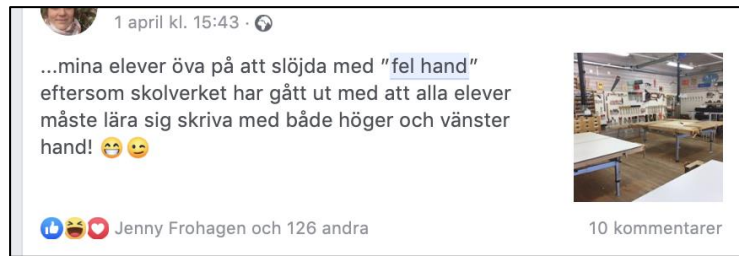 1 april kl. 15:43 ·
...mina elever öva på att slöjda med ”fel hand”
eftersom skolverket har gått ut med att alla elever
måste lära sig skriva med både höger och vänster
hand! 😁😉
Jenny Frohagen och 126 andra
10 kommentarer